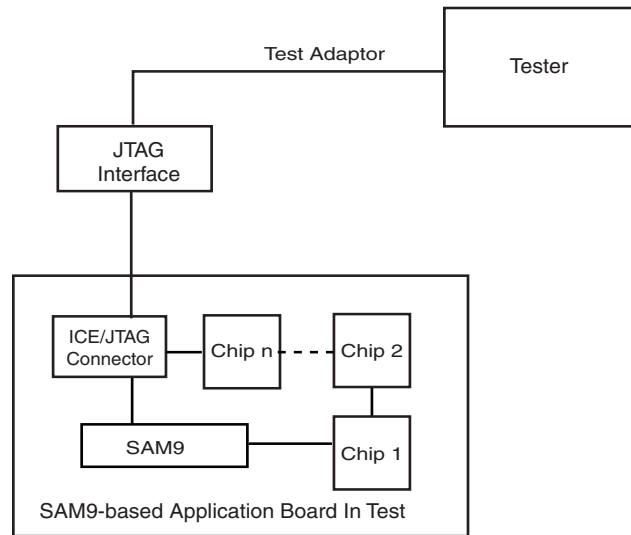 Test Adaptor
Tester
JTAG
Interface
ICE/JTAG
Connector
Chip n
Chip 2
SAM9
Chip 1
SAM9-based Application Board In Test